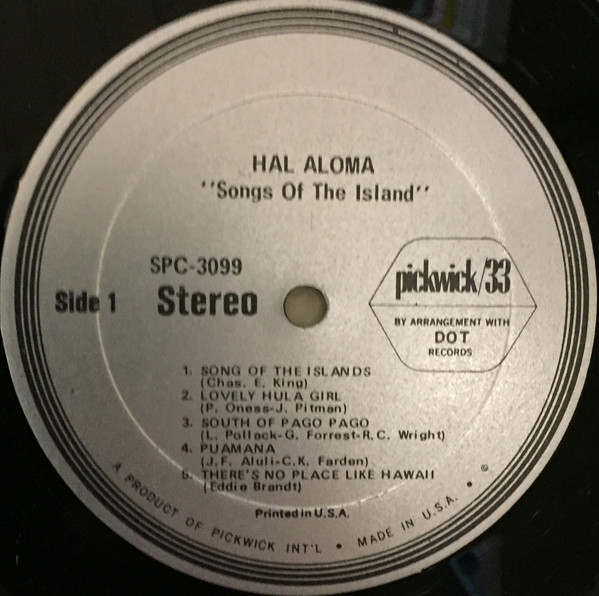 HAL ALOMA
"Songs Of The Island"
SPC-3099
Side 1 Stereo
pickwick/33
BY ARRANGEMENT WITH
DOT
RECORDS
1. SONG OF THE ISLANDS
(Chas. E. King)
2. LOVELY HULA GIRL
(P. Oness-J. Pitman)
3. SOUTH OF PAGO PAGO
(L. Pollack-G. Forrest-R.C. Wright)
4. PUAMANA
(J.F. Aluli-C.K. Farden)
5. THERE'S NO PLACE LIKE HAWAII
(Eddie Brandt)
Printed in U.S.A.
A PRODUCT OF PICKWICK INT'L • MADE IN U.S.A. • ©